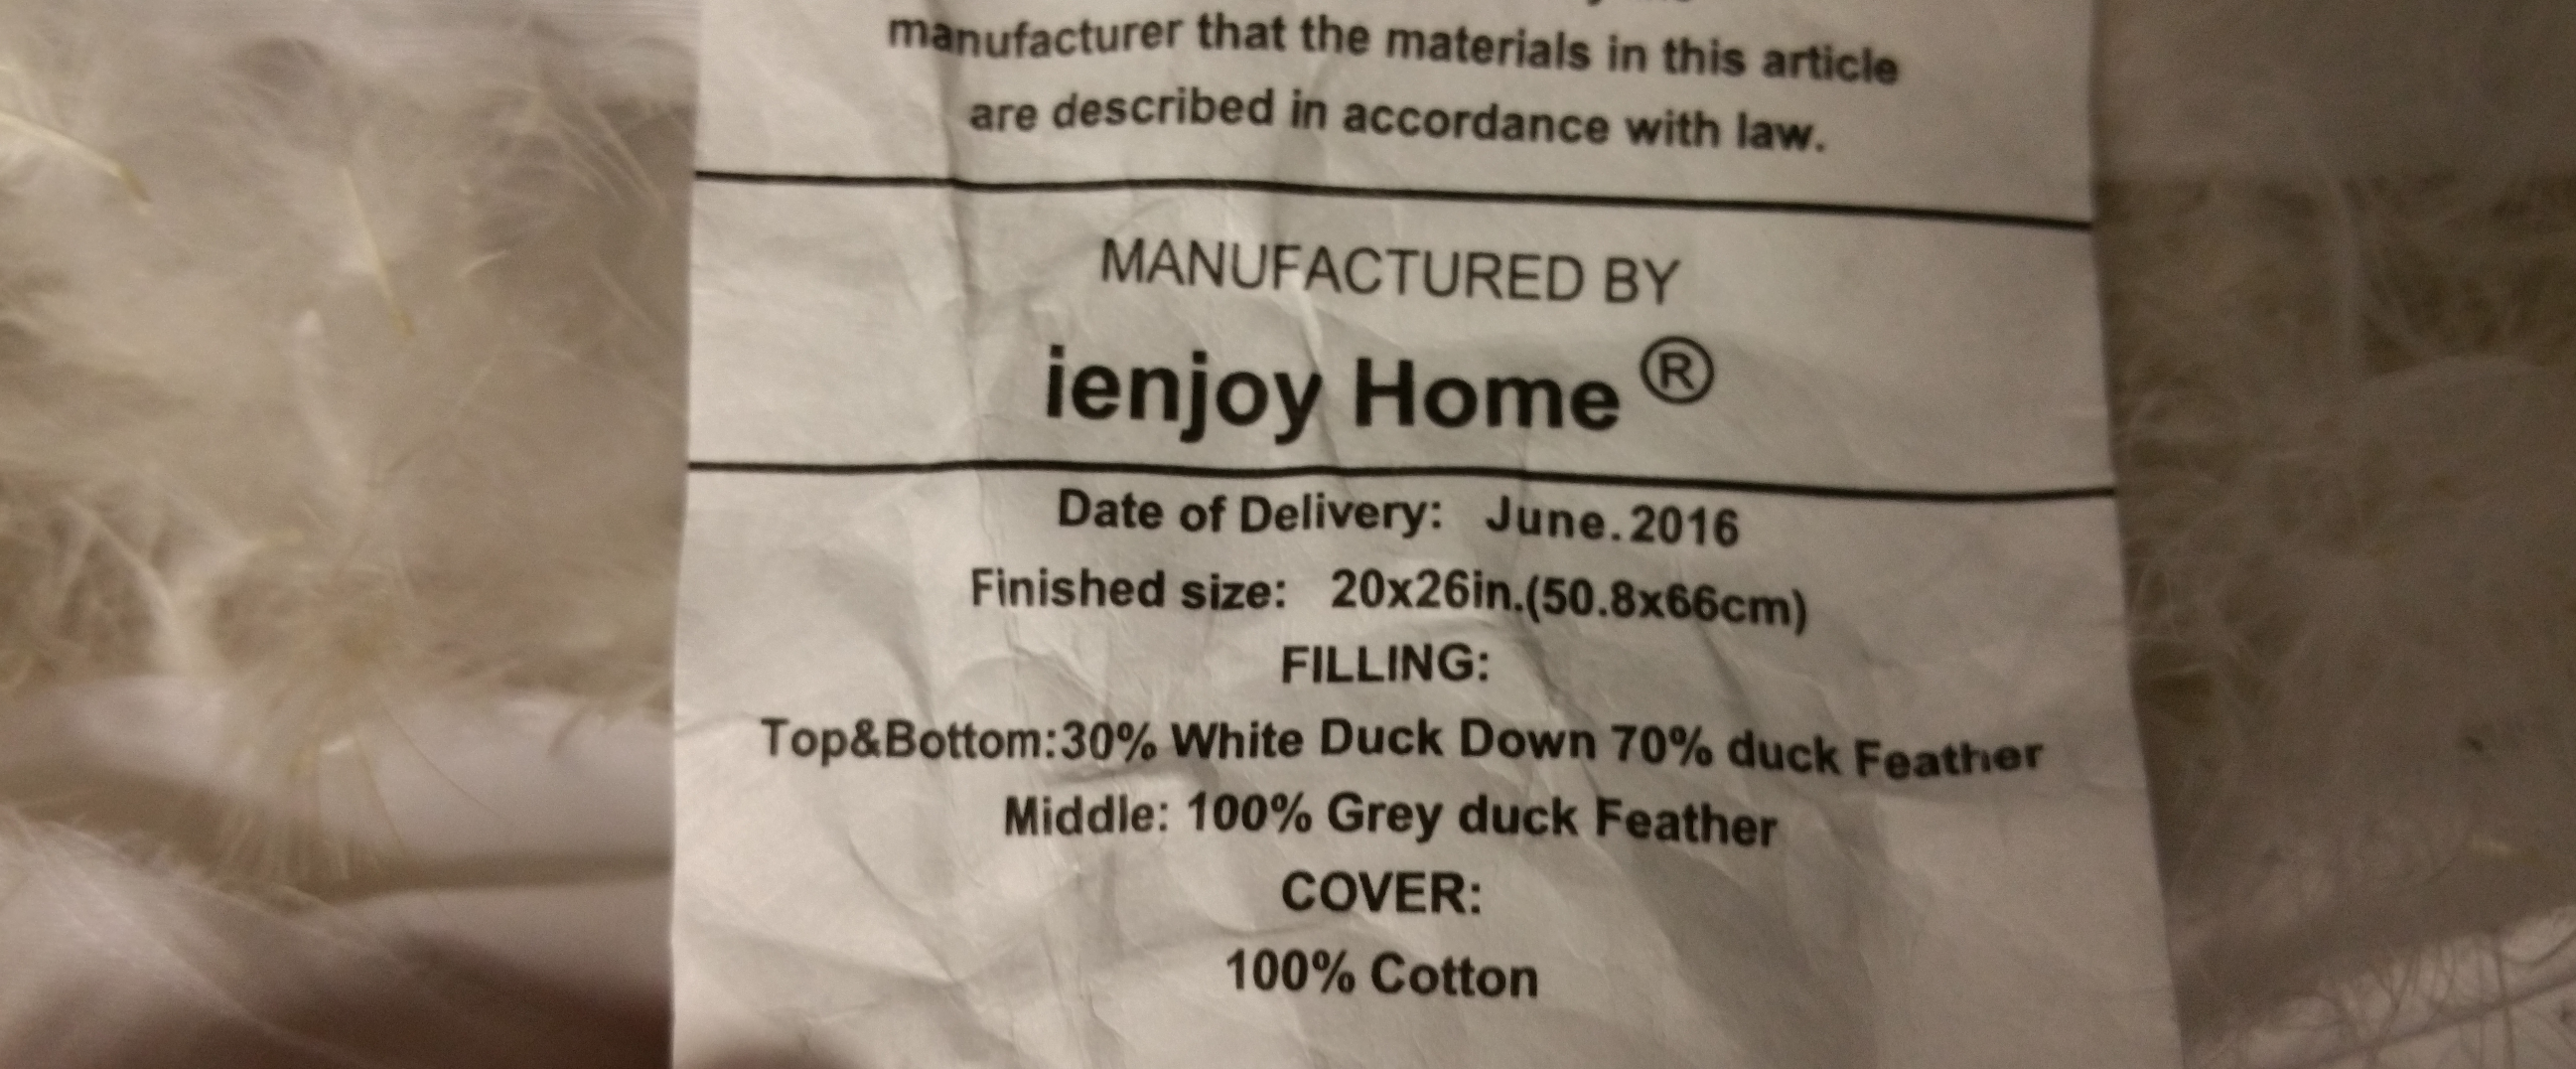 manufacturer that the materials in this article
are described in accordance with law.
MANUFACTURED BY
ienjoy Home ®
Date of Delivery: June.2016
Finished size: 20x26in.(50.8x66cm)
FILLING:
Top&Bottom:30% White Duck Down 70% duck Feather
Middle: 100% Grey duck Feather
COVER:
100% Cotton